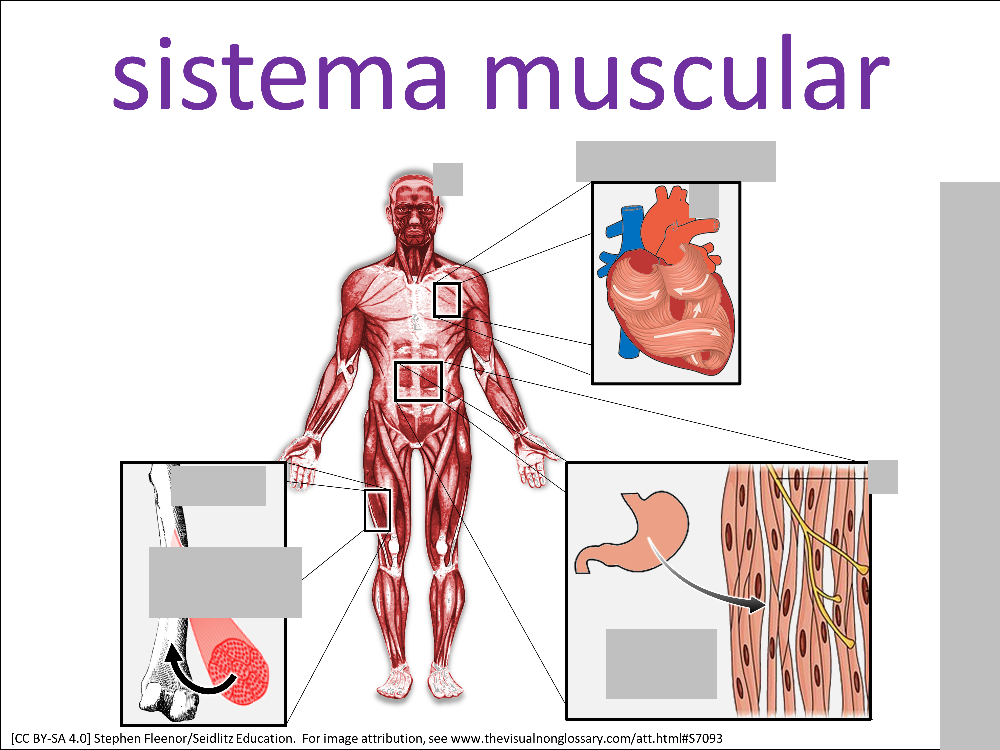 sistema muscular
[CC BY-SA 4.0] Stephen Fleenor/Seidlitz Education.  For image attribution, see www.thevisualnonglossary.com/att.html#S7093